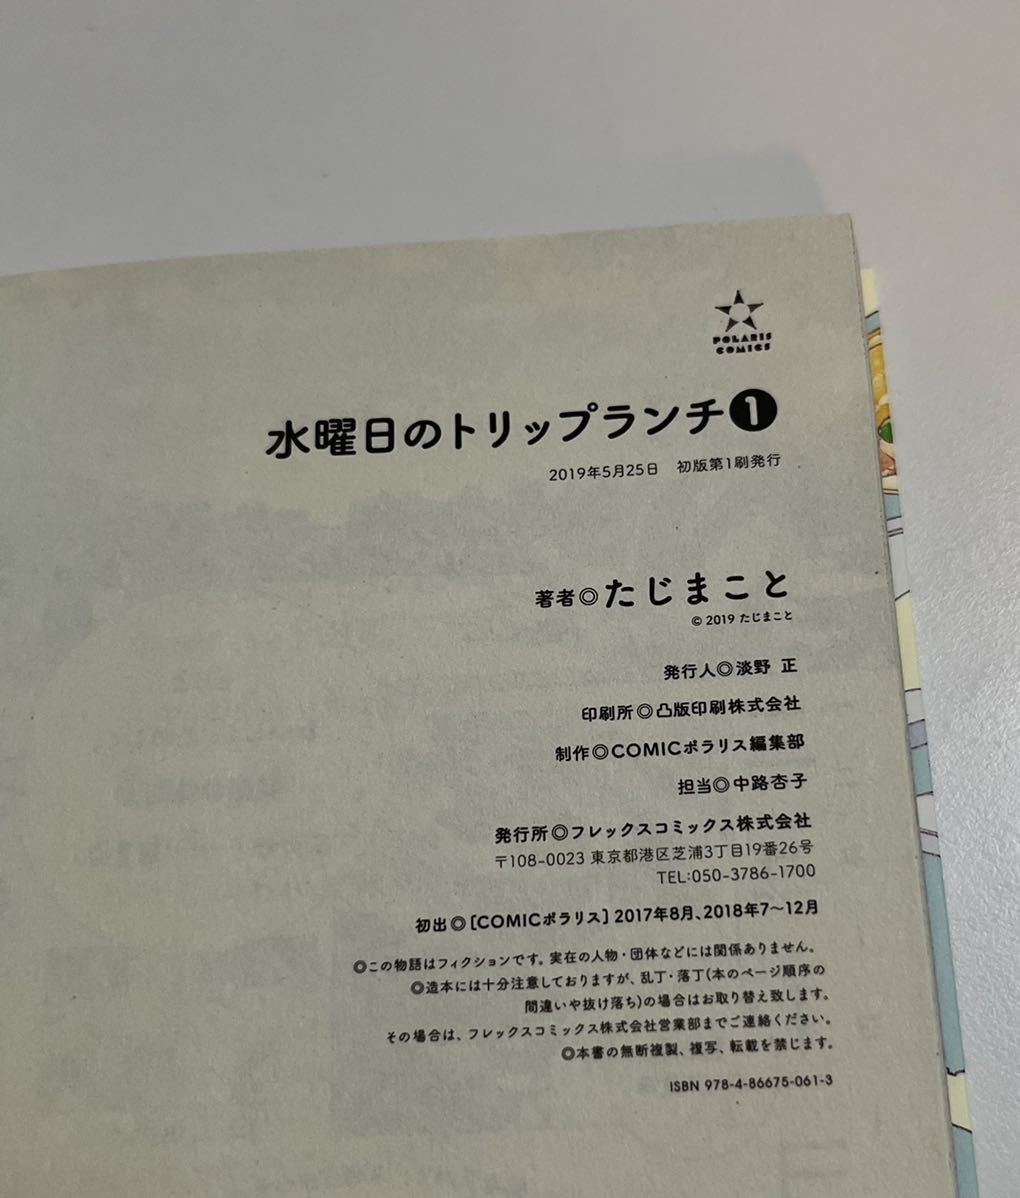 POLARIS
COMICS
水曜日のトリップランチ❶
2019年5月25日　初版第1刷発行
著者◎たじまこと
© 2019 たじまこと
発行人◎淡野 正
印刷所◎凸版印刷株式会社
制作◎COMICポラリス編集部
担当◎中路杏子
発行所◎フレックスコミックス株式会社
〒108-0023 東京都港区芝浦3丁目19番26号
TEL:050-3786-1700
初出◎[COMICポラリス] 2017年8月、2018年7〜12月
◎この物語はフィクションです。実在の人物・団体などには関係ありません。
◎造本には十分注意しておりますが、乱丁・落丁(本のページ順序の
間違いや抜け落ち)の場合はお取り替え致します。
その場合は、フレックスコミックス株式会社営業部までご連絡ください。
◎本書の無断複製、複写、転載を禁じます。
ISBN 978-4-86675-061-3